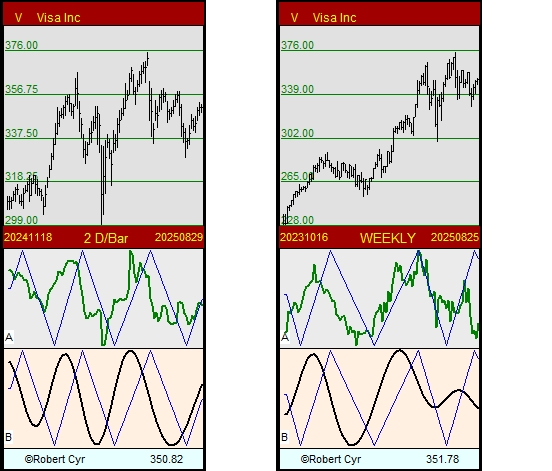 V Visa Inc
376.00
356.75
337.50
318.25
299.00
20241118 2 D/Bar 20250829
A
B
©Robert Cyr 350.82
V Visa Inc
376.00
339.00
302.00
265.00
228.00
20231016 WEEKLY 20250825
A
B
©Robert Cyr 351.78